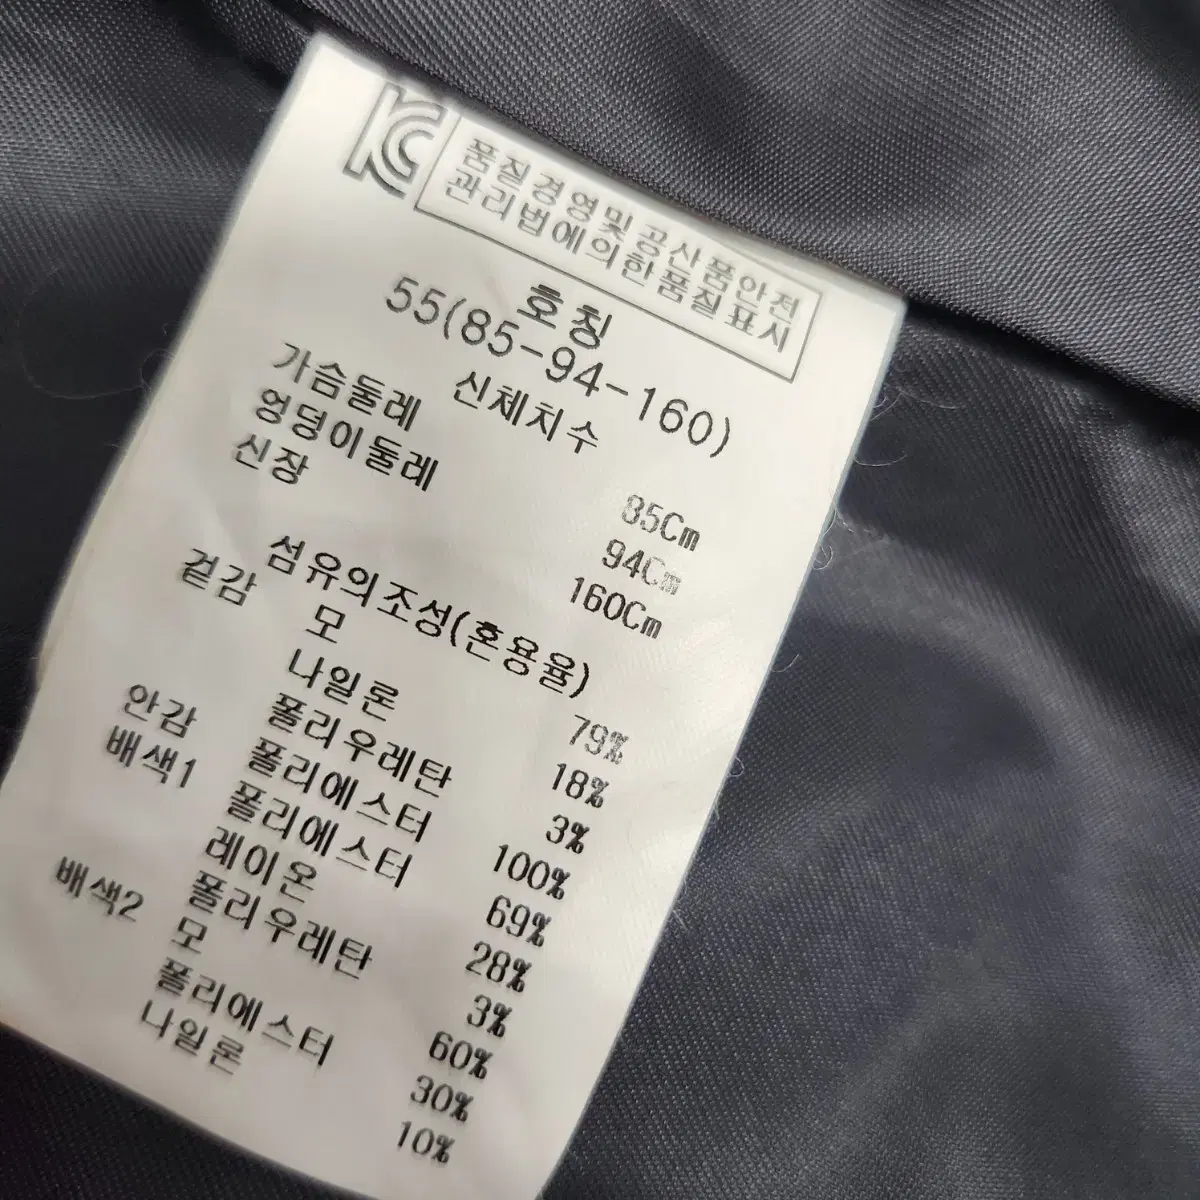 KC
품질경영및공산품안전
관리법에의한품질표시
호칭
55(85-94-160)
신체치수
가슴둘레 85Cm
엉덩이둘레 94Cm
신장 160Cm
섬유의조성(혼용율)
겉감 모 79%
나일론 18%
폴리우레탄 3%
안감 폴리에스터 100%
배색1 폴리에스터 69%
레이온 28%
폴리우레탄 3%
배색2 모 60%
폴리에스터 30%
나일론 10%